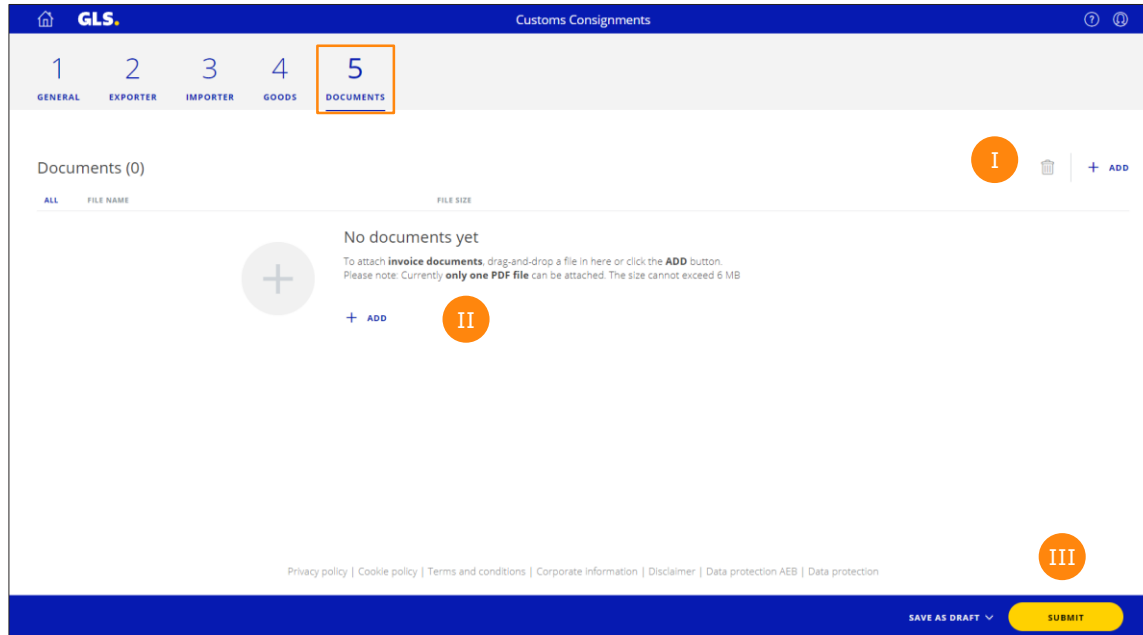 GLS. Customs Consignments
1 2 3 4 5
GENERAL EXPORTER IMPORTER GOODS DOCUMENTS
Documents (0) I + ADD
ALL FILE NAME FILE SIZE
No documents yet
To attach invoice documents, drag-and-drop a file in here or click the ADD button.
Please note: Currently only one PDF file can be attached. The size cannot exceed 6 MB
+ ADD II
III
Privacy policy | Cookie policy | Terms and conditions | Corporate information | Disclaimer | Data protection AEB | Data protection
SAVE AS DRAFT SUBMIT